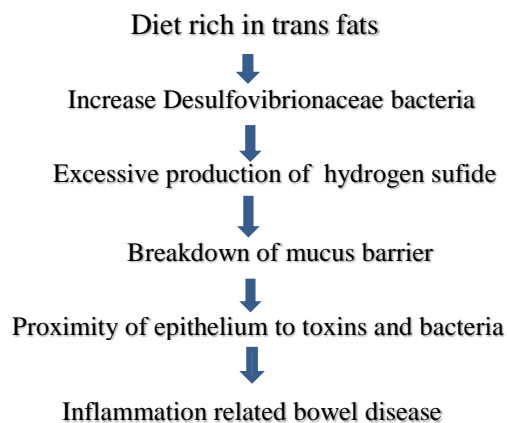 Diet rich in trans fats
Increase Desulfovibrionaceae bacteria
Excessive production of hydrogen sufide
Breakdown of mucus barrier
Proximity of epithelium to toxins and bacteria
Inflammation related bowel disease